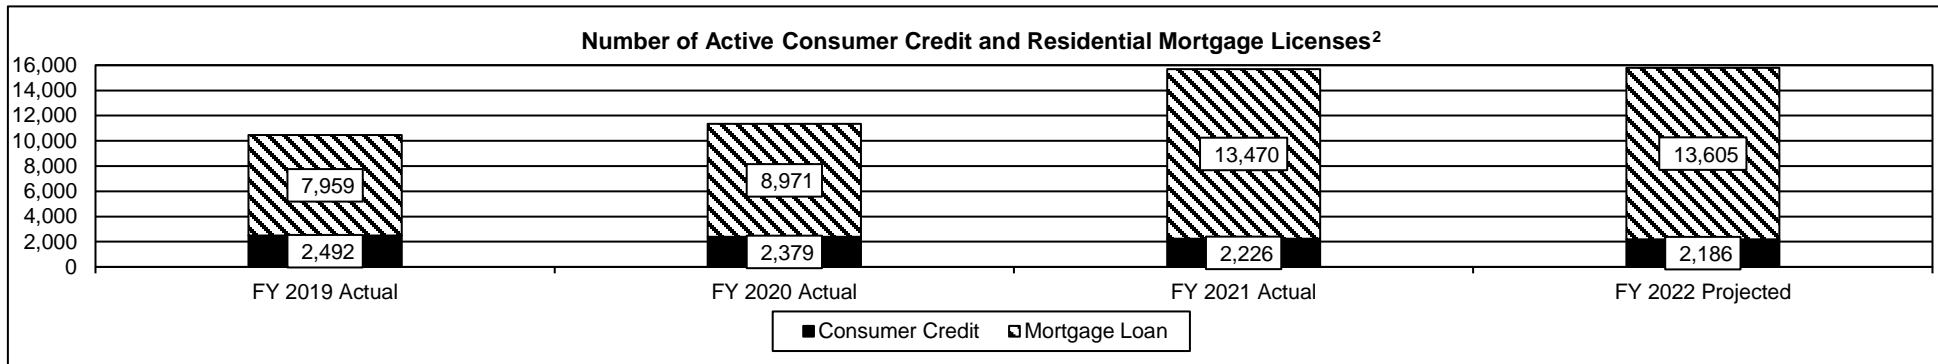 Number of Active Consumer Credit and Residential Mortgage Licenses²
16,000
14,000
12,000
10,000
8,000
6,000
4,000
2,000
0
7,959
8,971
13,470
13,605
2,492
2,379
2,226
2,186
FY 2019 Actual
FY 2020 Actual
FY 2021 Actual
FY 2022 Projected
Consumer Credit
Mortgage Loan